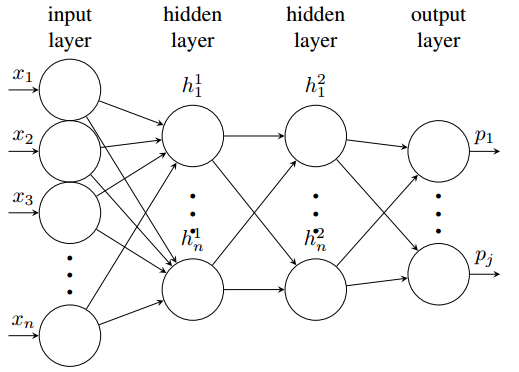 input hidden hidden output
layer layer layer layer
x₁ h₁¹ h₁²
x₂ p₁
x₃
hₙ¹ hₙ²
pⱼ
xₙ